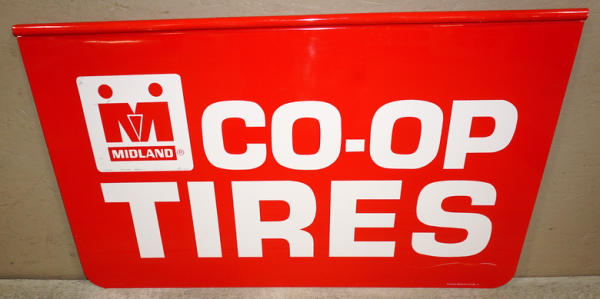 M
MIDLAND ®
CO-OP
TIRES